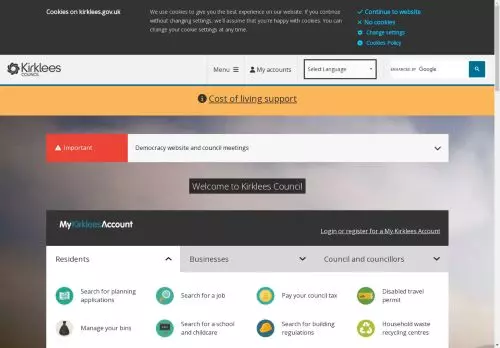 Cookies on kirklees.gov.uk
We use cookies to give you the best experience on our website. If you
continue without changing settings, we'll assume that you're happy with cookies. You can
change your cookie settings at any time.
Continue to website
No cookies
Change settings
Cookies Policy
Kirklees
COUNCIL
Menu
My accounts
Select Language
ENHANCED BY Google
Cost of living support
Important
Democracy website and council meetings
Welcome to Kirklees Council
MyKirkleesAccount
Login or register for a My Kirklees Account
Residents
Businesses
Council and councillors
Search for planning
applications
Search for a job
Pay your council tax
Disabled travel
permit
Manage your bins
Search for a school
and childcare
Search for building
regulations
Household waste
recycling centres